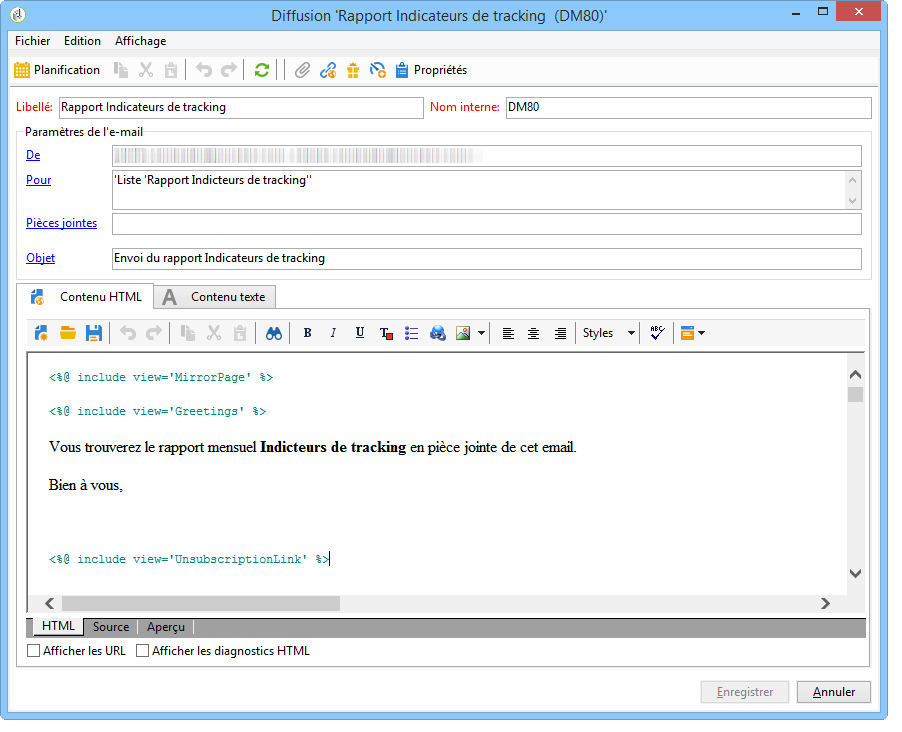 Diffusion 'Rapport Indicateurs de tracking (DM80)'
Fichier Edition Affichage
Planification Propriétés
Libellé: Rapport Indicateurs de tracking Nom interne: DM80
Paramètres de l'e-mail
De
Pour 'Liste 'Rapport Indicteurs de tracking''
Pièces jointes
Objet Envoi du rapport Indicateurs de tracking
Contenu HTML A Contenu texte
B I U T Styles ABC
<%@ include view='MirrorPage' %>
<%@ include view='Greetings' %>
Vous trouverez le rapport mensuel Indicteurs de tracking en pièce jointe de cet email.
Bien à vous,
<%@ include view='UnsubscriptionLink' %>
HTML Source Aperçu
Afficher les URL Afficher les diagnostics HTML
Enregistrer Annuler